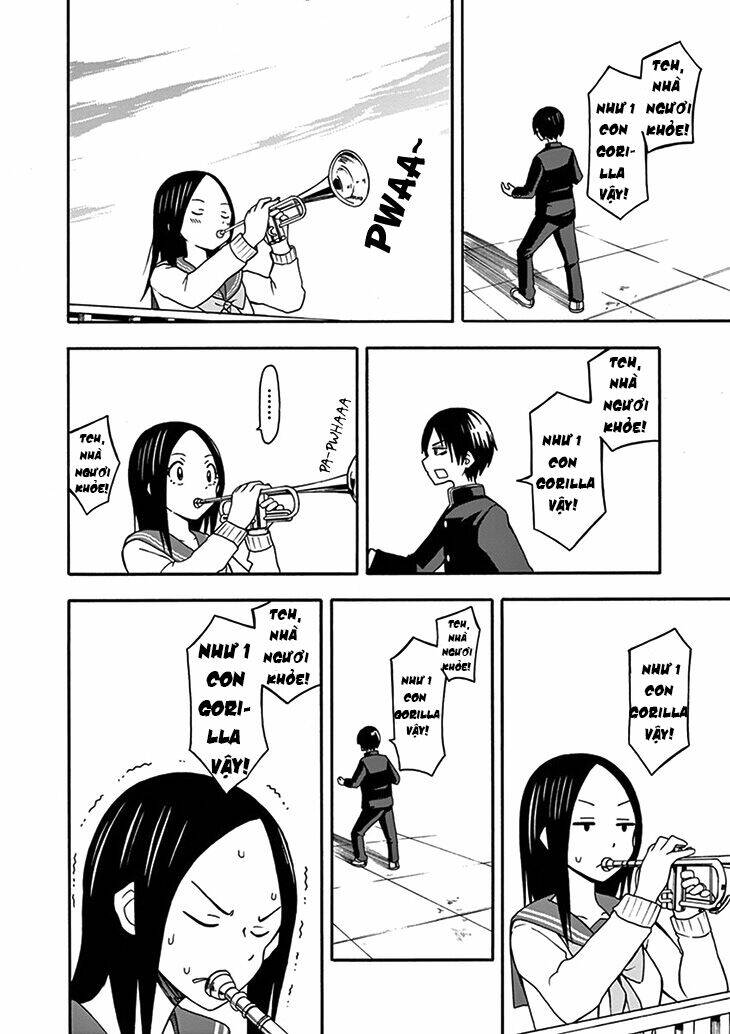 TCH,
NHÀ
NGƯƠI
KHỎE!
NHƯ 1
CON
GORI-
LLA
VẬY!
PWAA~
TCH,
NHÀ
NGƯƠI
KHỎE!
NHƯ 1
CON
GORILLA
VẬY!
PA-PWHAAA
......
TCH,
NHÀ
NGƯƠI
KHỎE!
NHƯ 1
CON
GORILLA
VẬY!
TCH,
NHÀ
NGƯƠI
KHỎE!
NHƯ 1
CON
GORILLA
VẬY!
TCH,
NHÀ
NGƯƠI
KHỎE!
NHƯ 1
CON
GORI-
LLA
VẬY!